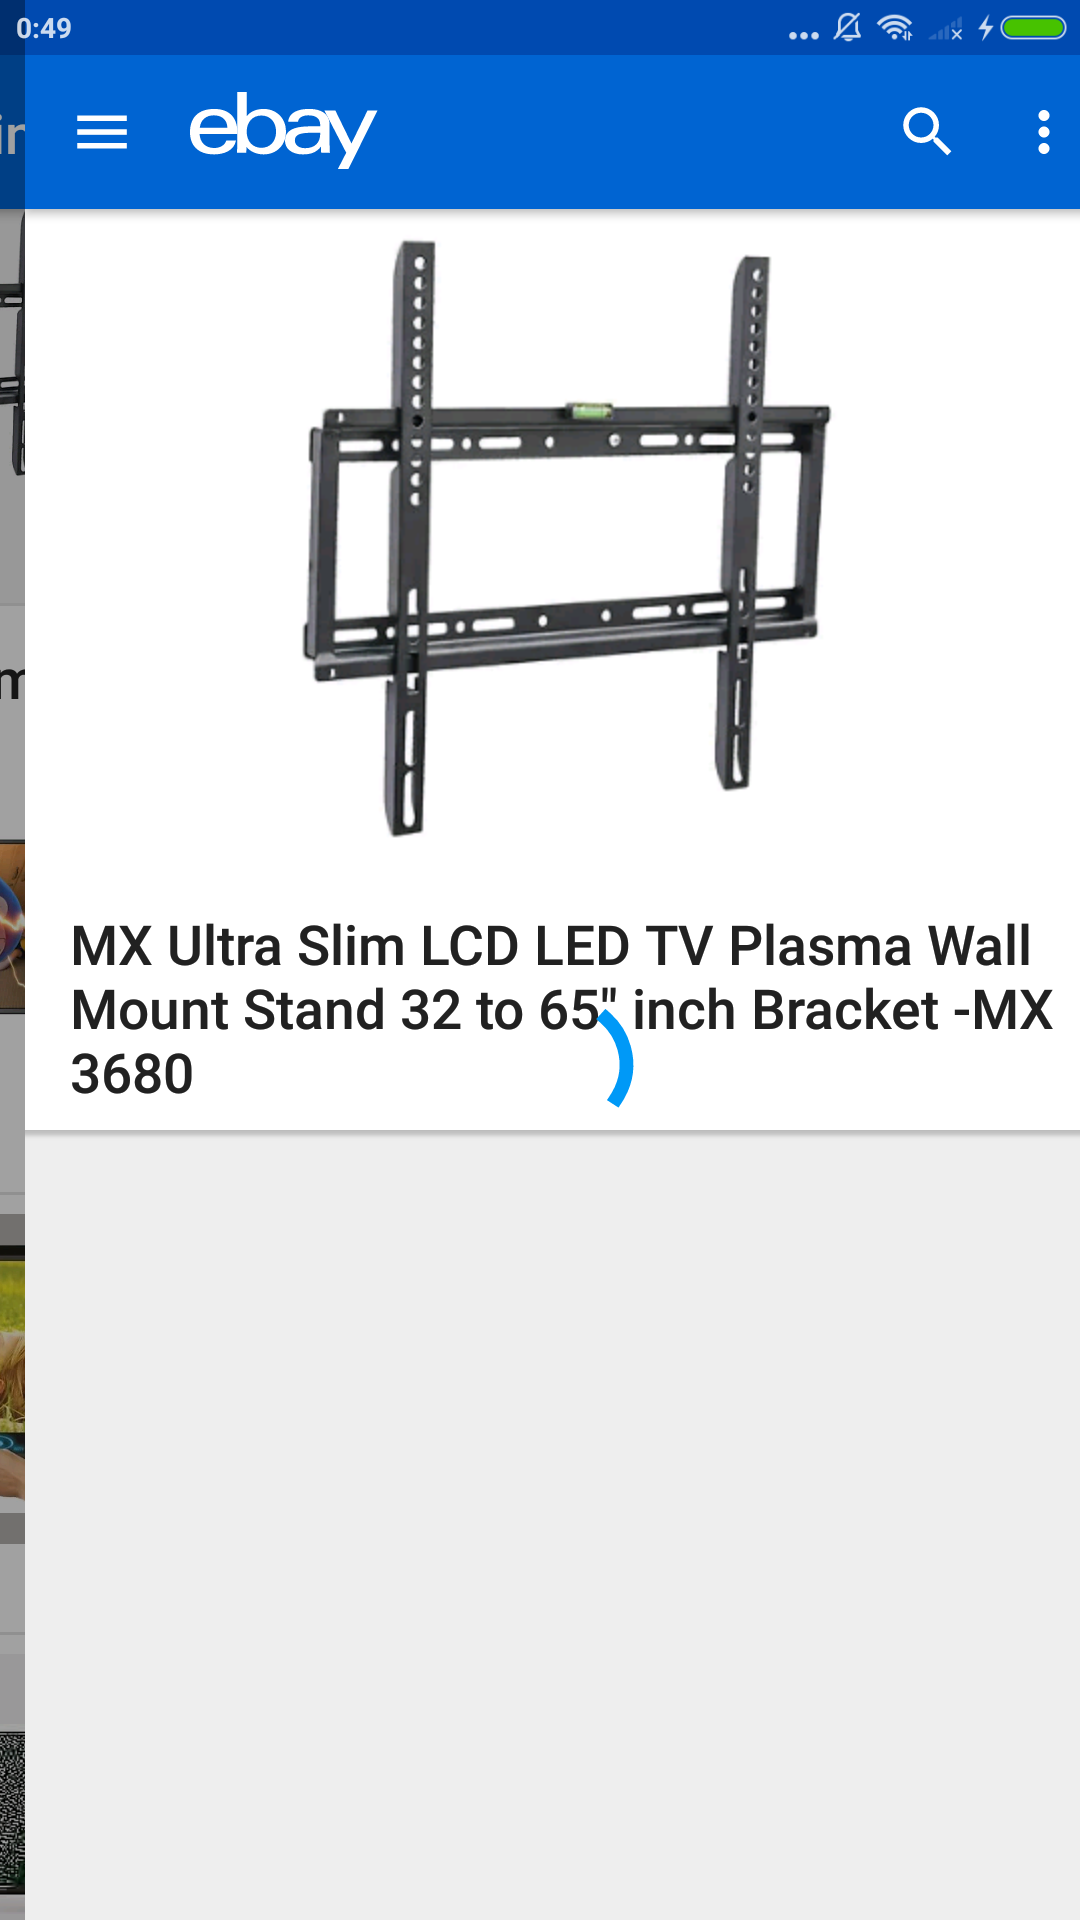 0:49
in
ebay
m
MX Ultra Slim LCD LED TV Plasma Wall
Mount Stand 32 to 65" inch Bracket -MX
3680